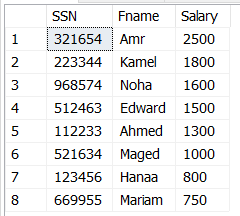 SSN Fname Salary
1 321654 Amr 2500
2 223344 Kamel 1800
3 968574 Noha 1600
4 512463 Edward 1500
5 112233 Ahmed 1300
6 521634 Maged 1000
7 123456 Hanaa 800
8 669955 Mariam 750